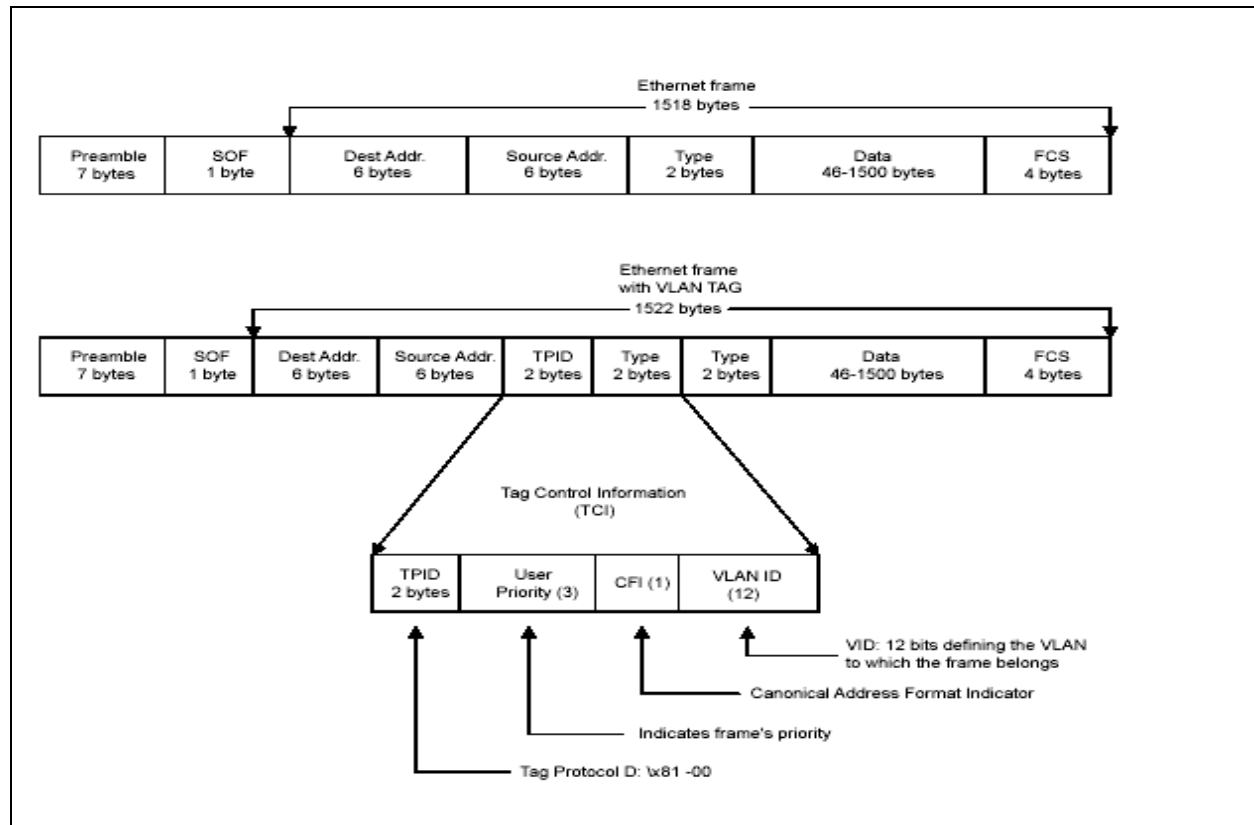 Ethernet frame
1518 bytes
Preamble
7 bytes
SOF
1 byte
Dest Addr.
6 bytes
Source Addr.
6 bytes
Type
2 bytes
Data
46-1500 bytes
FCS
4 bytes
Ethernet frame
with VLAN TAG
1522 bytes
Preamble
7 bytes
SOF
1 byte
Dest Addr.
6 bytes
Source Addr.
6 bytes
TPID
2 bytes
Type
2 bytes
Type
2 bytes
Data
46-1500 bytes
FCS
4 bytes
Tag Control Information
(TCI)
TPID
2 bytes
User
Priority (3)
CFI (1)
VLAN ID
(12)
VID: 12 bits defining the VLAN
to which the frame belongs
Canonical Address Format Indicator
Indicates frame's priority
Tag Protocol D: \x81 -00